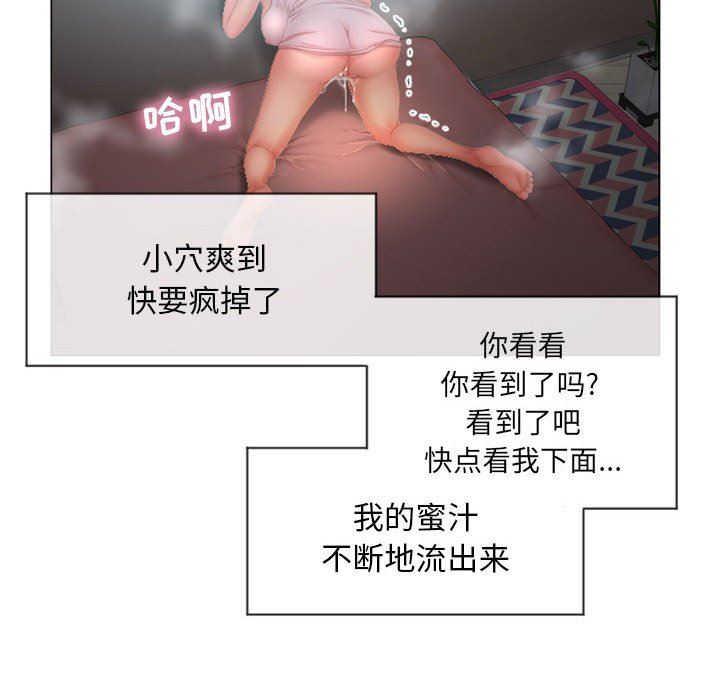 哈啊
小穴爽到
快要疯掉了
你看看
你看到了吗?
看到了吧
快点看我下面...
我的蜜汁
不断地流出来